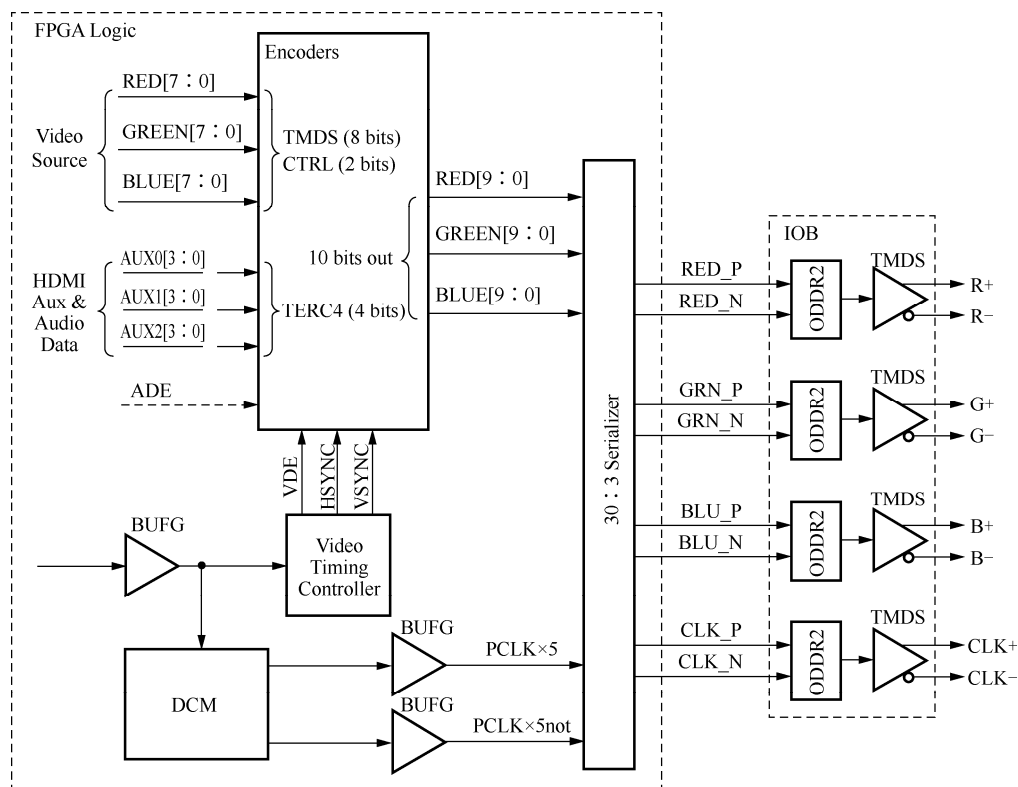 FPGA Logic
Encoders
RED[7：0]
GREEN[7：0]
BLUE[7：0]
Video
Source
TMDS (8 bits)
CTRL (2 bits)
HDMI
Aux &
Audio
Data
AUX0[3：0]
AUX1[3：0]
AUX2[3：0]
TERC4 (4 bits)
10 bits out
ADE
RED[9：0]
GREEN[9：0]
BLUE[9：0]
VDE
HSYNC
VSYNC
BUFG
Video
Timing
Controller
DCM
BUFG
PCLK×5
BUFG
PCLK×5not
30：3 Serializer
IOB
RED_P
RED_N
ODDR2
TMDS
R+
R−
GRN_P
GRN_N
ODDR2
TMDS
G+
G−
BLU_P
BLU_N
ODDR2
TMDS
B+
B−
CLK_P
CLK_N
ODDR2
TMDS
CLK+
CLK−